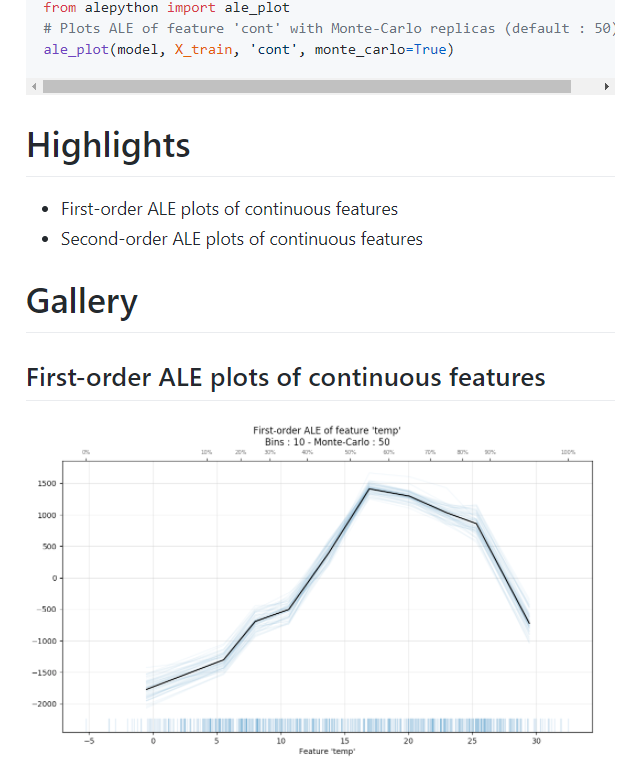 from alepython import ale_plot
# Plots ALE of feature 'cont' with Monte-Carlo replicas (default : 50)
ale_plot(model, X_train, 'cont', monte_carlo=True)
Highlights
• First-order ALE plots of continuous features
• Second-order ALE plots of continuous features
Gallery
First-order ALE plots of continuous features
First-order ALE of feature 'temp'
Bins : 10 - Monte-Carlo : 50
0% 10% 20% 30% 40% 50% 60% 70% 80% 90% 100%
1500
1000
500
0
−500
−1000
−1500
−2000
−5 0 5 10 15 20 25 30
Feature 'temp'